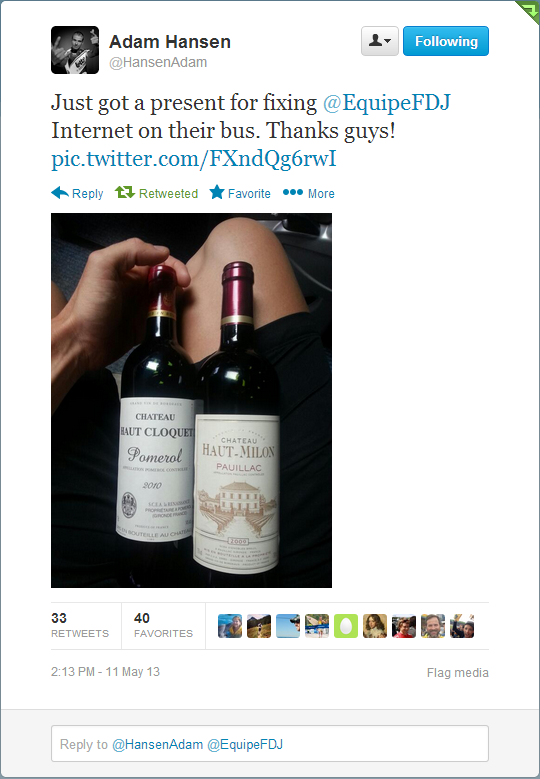 Adam Hansen
@HansenAdam
Following
Just got a present for fixing @EquipeFDJ
Internet on their bus. Thanks guys!
pic.twitter.com/FXndQg6rwI
Reply Retweeted Favorite More
CHATEAU
HAUT CLOQUET
Pomerol
2010
CHATEAU
HAUT-MILON
PAUILLAC
2009
33
RETWEETS
40
FAVORITES
2:13 PM - 11 May 13
Flag media
Reply to @HansenAdam @EquipeFDJ